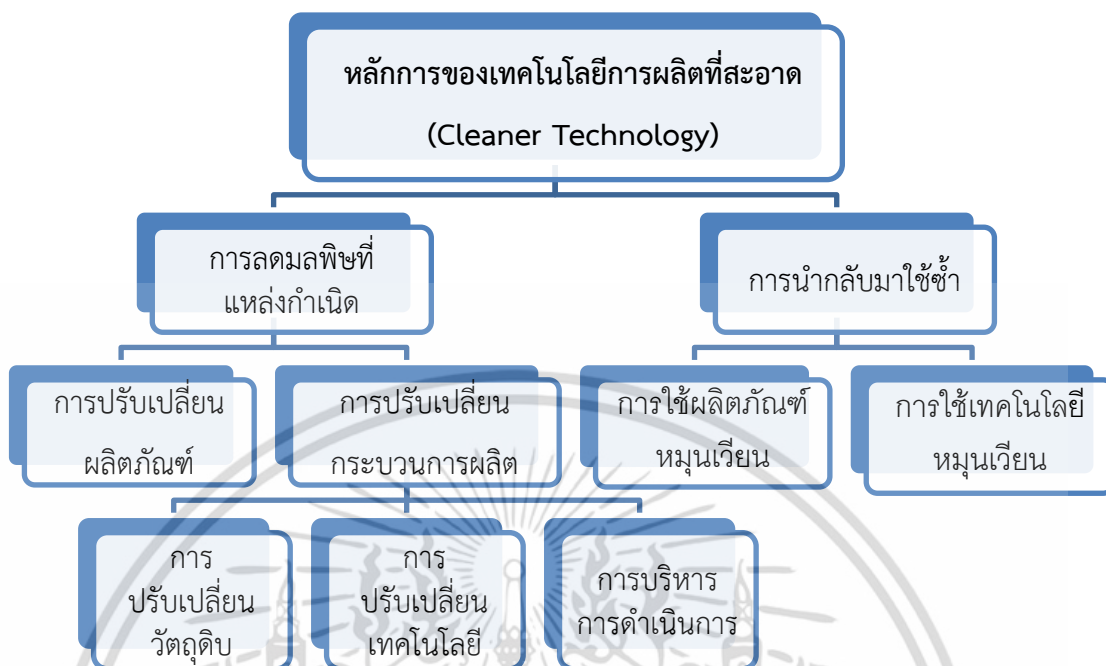 หลักการของเทคโนโลยีการผลิตที่สะอาด
(Cleaner Technology)
การลดมลพิษที่
แหล่งกำเนิด
การนำกลับมาใช้ซ้ำ
การปรับเปลี่ยน
ผลิตภัณฑ์
การปรับเปลี่ยน
กระบวนการผลิต
การใช้ผลิตภัณฑ์
หมุนเวียน
การใช้เทคโนโลยี
หมุนเวียน
การ
ปรับเปลี่ยน
วัตถุดิบ
การ
ปรับเปลี่ยน
เทคโนโลยี
การบริหาร
การดำเนินการ